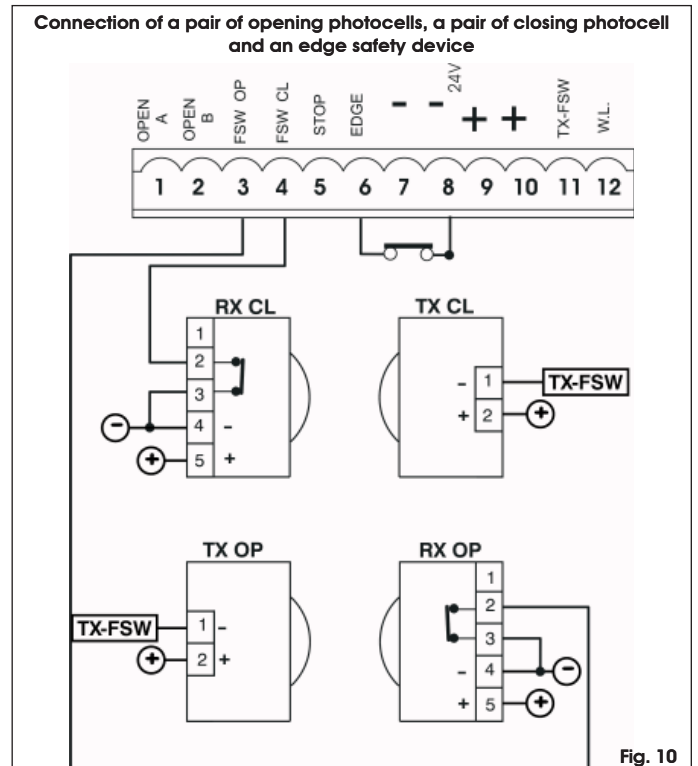 Connection of a pair of opening photocells, a pair of closing photocell
and an edge safety device
OPEN A
OPEN B
FSW OP
FSW CL
STOP
EDGE
- - 24V + +
TX-FSW
W.L.
1 2 3 4 5 6 7 8 9 10 11 12
RX CL
1
2
3
- 4 -
+ 5 +
TX CL
- 1 TX-FSW
+ 2 +
TX OP
TX-FSW 1 -
+ 2 +
RX OP
1
2
3
- 4 -
+ 5 +
Fig. 10